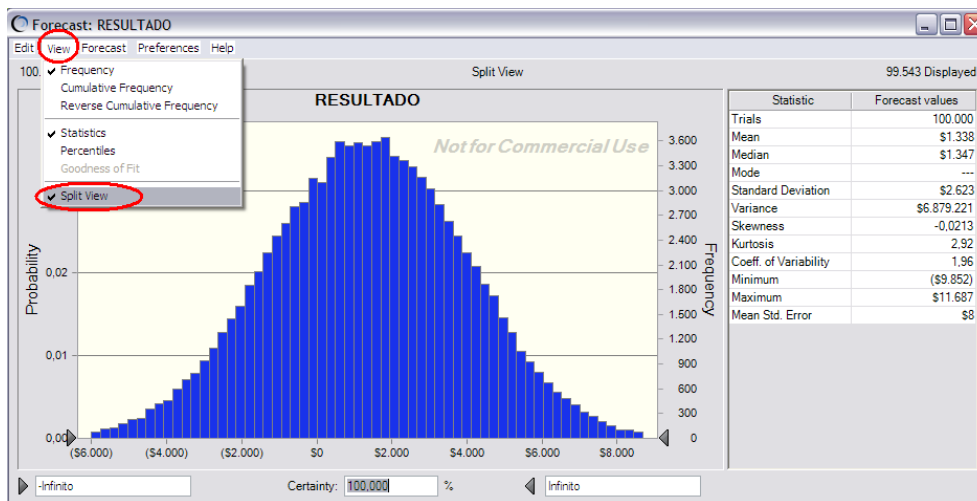 Forecast: RESULTADO
Edit View Forecast Preferences Help
100. Split View 99.543 Displayed
Frequency
Cumulative Frequency
Reverse Cumulative Frequency
Statistics
Percentiles
Goodness of Fit
Split View
RESULTADO
Not for Commercial Use
Probability
0,02
0,01
0,00
3.600
3.300
3.000
2.700
2.400
2.100
1.800
1.500
1.200
900
600
300
0
Frequency
($6.000) ($4.000) ($2.000) $0 $2.000 $4.000 $6.000 $8.000
Statistic Forecast values
Trials 100.000
Mean $1.338
Median $1.347
Mode ---
Standard Deviation $2.623
Variance $6.879.221
Skewness -0,0213
Kurtosis 2,92
Coeff. of Variability 1,96
Minimum ($9.852)
Maximum $11.687
Mean Std. Error $8
-Infinito Certainty: 100,000 % Infinito